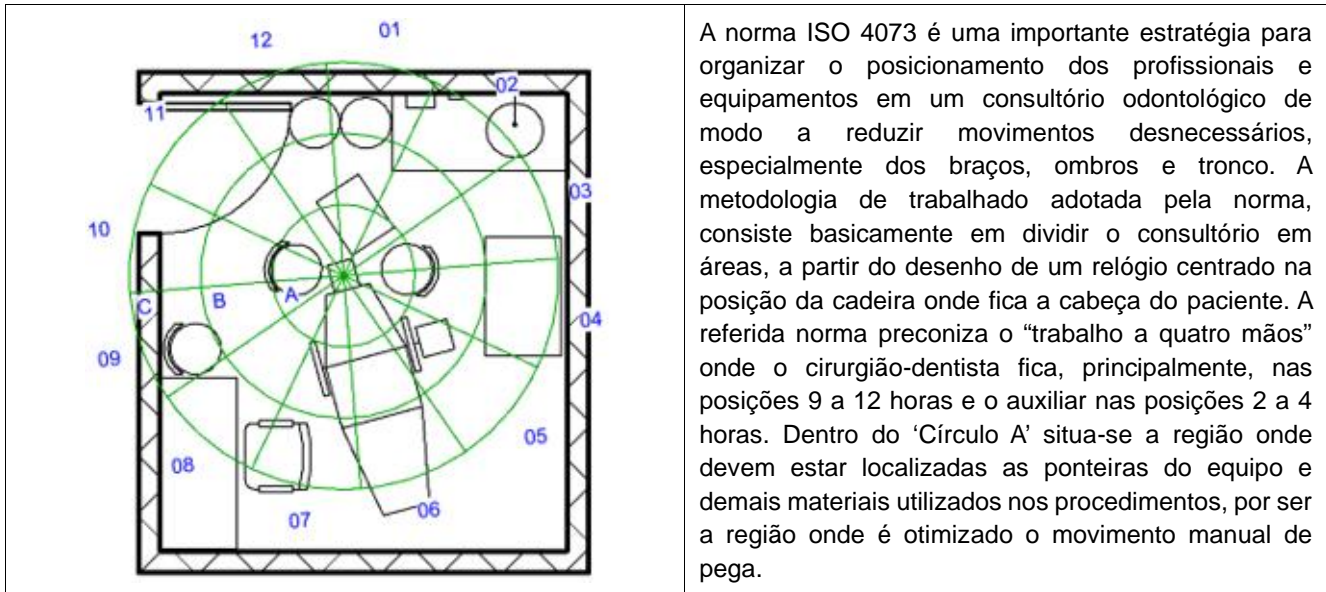 01
12
02
11
03
10
C
B
A
04
09
05
08
06
07
A norma ISO 4073 é uma importante estratégia para
organizar o posicionamento dos profissionais e
equipamentos em um consultório odontológico de
modo a reduzir movimentos desnecessários,
especialmente dos braços, ombros e tronco. A
metodologia de trabalhado adotada pela norma,
consiste basicamente em dividir o consultório em
áreas, a partir do desenho de um relógio centrado na
posição da cadeira onde fica a cabeça do paciente. A
referida norma preconiza o “trabalho a quatro mãos”
onde o cirurgião-dentista fica, principalmente, nas
posições 9 a 12 horas e o auxiliar nas posições 2 a 4
horas. Dentro do ‘Círculo A’ situa-se a região onde
devem estar localizadas as ponteiras do equipo e
demais materiais utilizados nos procedimentos, por ser
a região onde é otimizado o movimento manual de
pega.